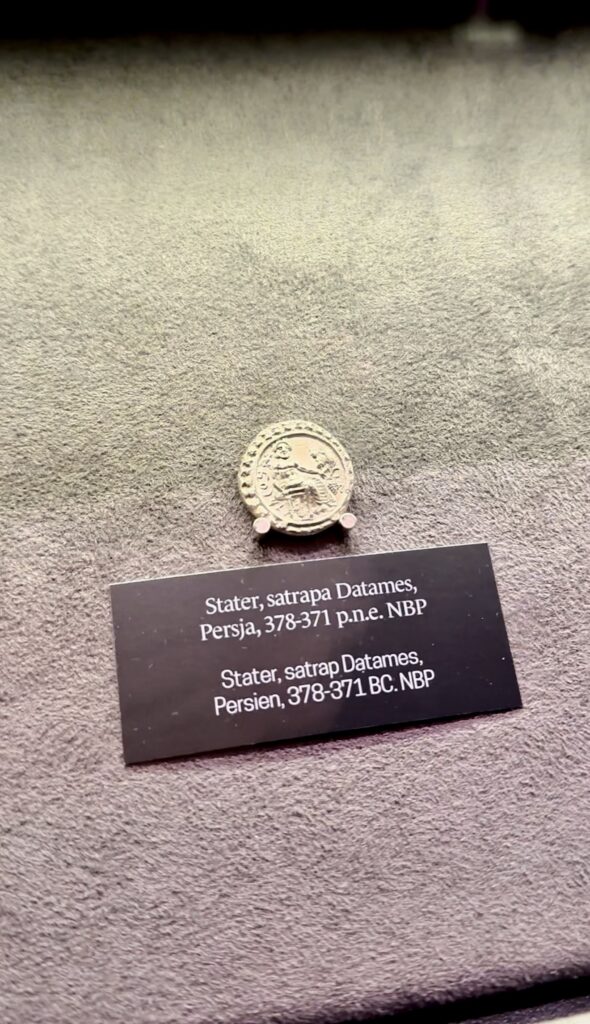 Stater, satrapa Datames,
Persja, 378-371 p.n.e. NBP
Stater, satrap Datames,
Persien, 378-371 BC. NBP